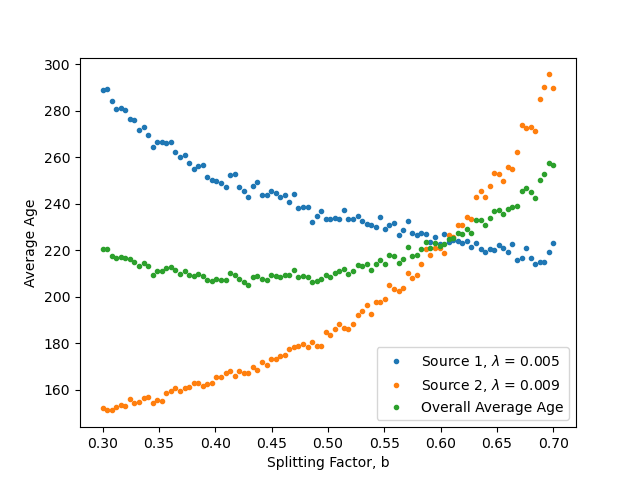 300
280
260
240
220
200
180
160
Average Age
0.30 0.35 0.40 0.45 0.50 0.55 0.60 0.65 0.70
Splitting Factor, b
Source 1, λ = 0.005
Source 2, λ = 0.009
Overall Average Age